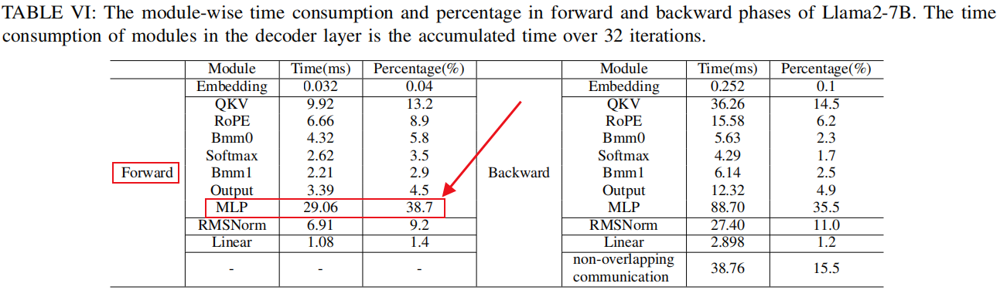 TABLE VI: The module-wise time consumption and percentage in forward and backward phases of Llama2-7B. The time
consumption of modules in the decoder layer is the accumulated time over 32 iterations.
Module Time(ms) Percentage(%) Module Time(ms) Percentage(%)
Embedding 0.032 0.04 Embedding 0.252 0.1
QKV 9.92 13.2 QKV 36.26 14.5
RoPE 6.66 8.9 RoPE 15.58 6.2
Bmm0 4.32 5.8 Bmm0 5.63 2.3
Softmax 2.62 3.5 Softmax 4.29 1.7
Forward Bmm1 2.21 2.9 Backward Bmm1 6.14 2.5
Output 3.39 4.5 Output 12.32 4.9
MLP 29.06 38.7 MLP 88.70 35.5
RMSNorm 6.91 9.2 RMSNorm 27.40 11.0
Linear 1.08 1.4 Linear 2.898 1.2
- - - non-overlapping communication 38.76 15.5